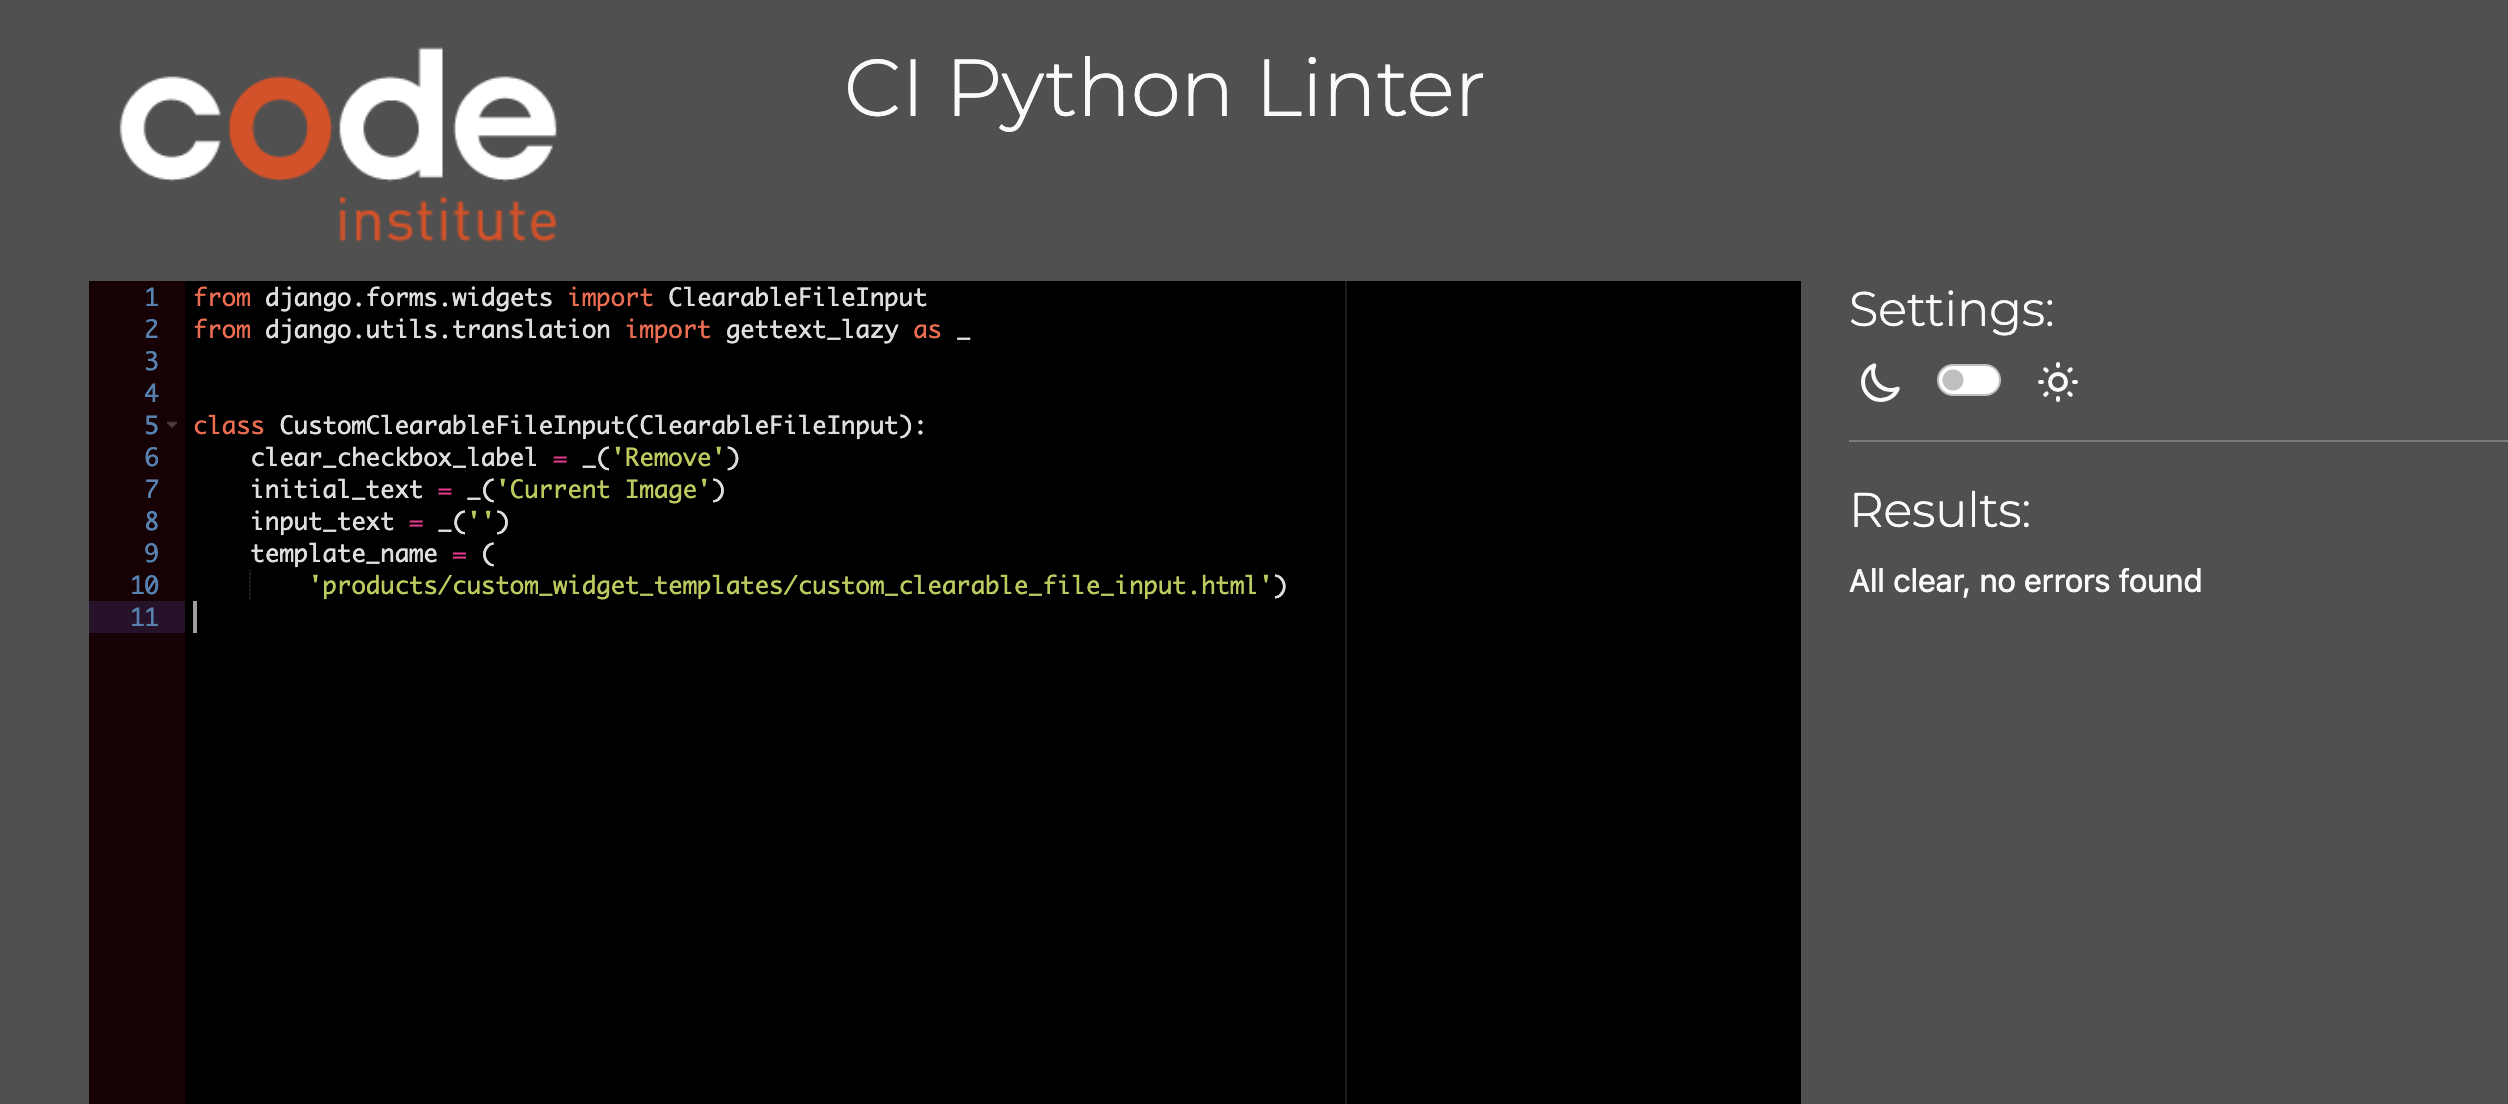 code
institute
CI Python Linter
1 from django.forms.widgets import ClearableFileInput
2 from django.utils.translation import gettext_lazy as _
3
4
5 class CustomClearableFileInput(ClearableFileInput):
6     clear_checkbox_label = _('Remove')
7     initial_text = _('Current Image')
8     input_text = _('')
9     template_name = (
10         'products/custom_widget_templates/custom_clearable_file_input.html')
11
Settings:
Results:
All clear, no errors found